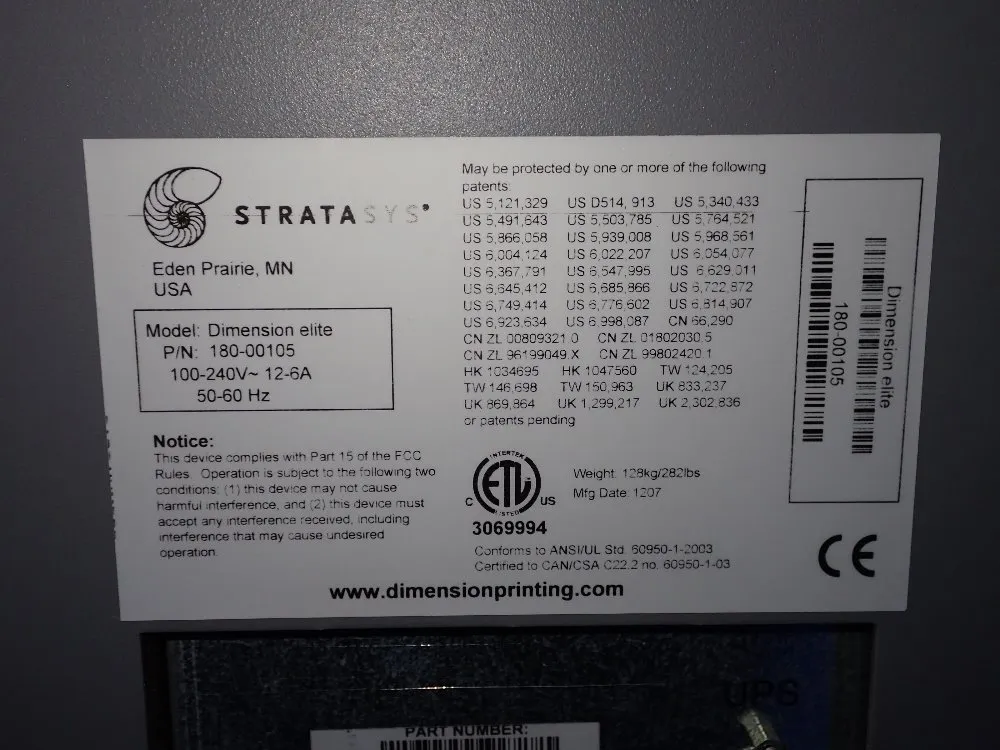 STRATASYS
Eden Prairie, MN
USA
Model: Dimension elite
P/N: 180-00105
100-240V~ 12-6A
50-60 Hz
Notice:
This device complies with Part 15 of the FCC
Rules. Operation is subject to the following two
conditions: (1) this device may not cause
harmful interference, and (2) this device must
accept any interference received, including
interference that may cause undesired
operation.
May be protected by one or more of the following
patents:
US 5,121,329 US D514, 913 US 5,340,433
US 5,491,643 US 5,503,785 US 5,764,521
US 5,866,058 US 5,939,008 US 5,968,561
US 6,004,124 US 6,022,207 US 6,054,077
US 6,367,791 US 6,547,995 US 6,629,011
US 6,645,412 US 6,685,866 US 6,722,872
US 6,749,414 US 6,776,602 US 6,814,907
US 6,923,634 US 6,998,087 CN 66,290
CN ZL 00809321.0 CN ZL 01802030.5
CN ZL 96199049.X CN ZL 99802420.1
HK 1034695 HK 1047560 TW 124,205
TW 146,698 TW 150,963 UK 833,237
UK 869,864 UK 1,299,217 UK 2,302,836
or patents pending
INTERTEK
ETL
C US
LISTED
3069994
Weight: 128kg/282lbs
Mfg Date: 1207
Conforms to ANSI/UL Std. 60950-1-2003
Certified to CAN/CSA C22.2 no. 60950-1-03
Dimension elite
180-00105
CE
www.dimensionprinting.com
UPS
PART NUMBER: